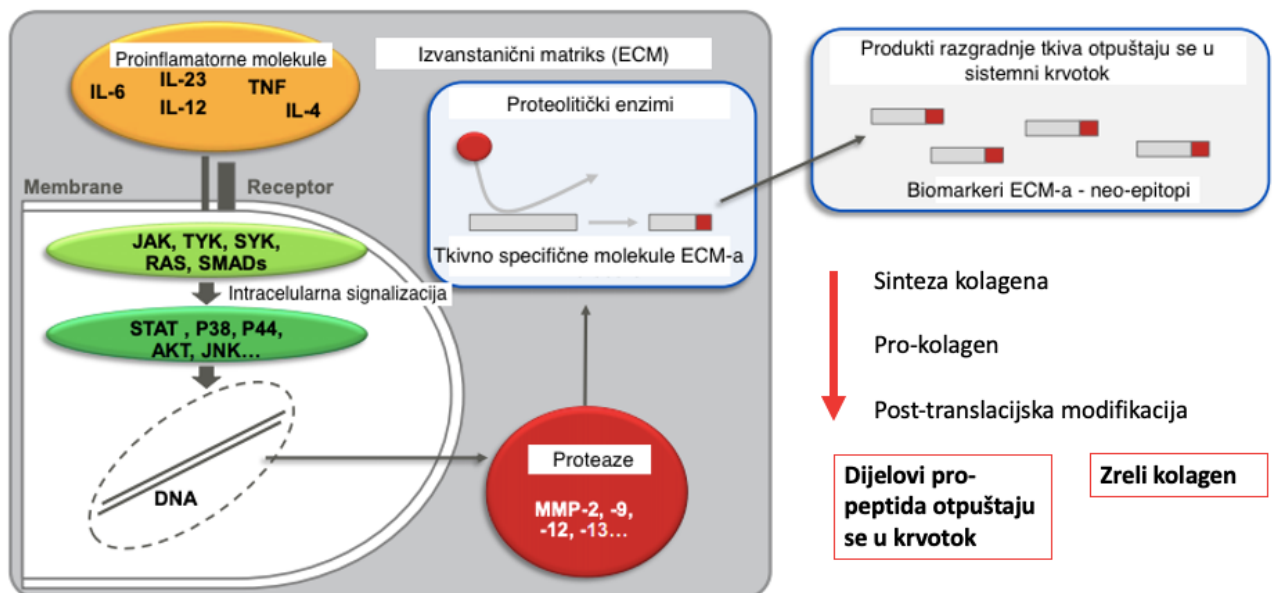 Proinflamatorne molekule
IL-6
IL-23
IL-12
TNF
IL-4
Izvanstanični matriks (ECM)
Membrane
Receptor
JAK, TYK, SYK,
RAS, SMADs
Intracelularna signalizacija
STAT , P38, P44,
AKT, JNK...
DNA
Proteolitički enzimi
Tkivno specifične molekule ECM-a
Proteaze
MMP-2, -9,
-12, -13...
Produkti razgradnje tkiva otpuštaju se u
sistemni krvotok
Biomarkeri ECM-a - neo-epitopi
Sinteza kolagena
Pro-kolagen
Post-translacijska modifikacija
Dijelovi pro-
peptida otpuštaju
se u krvotok
Zreli kolagen